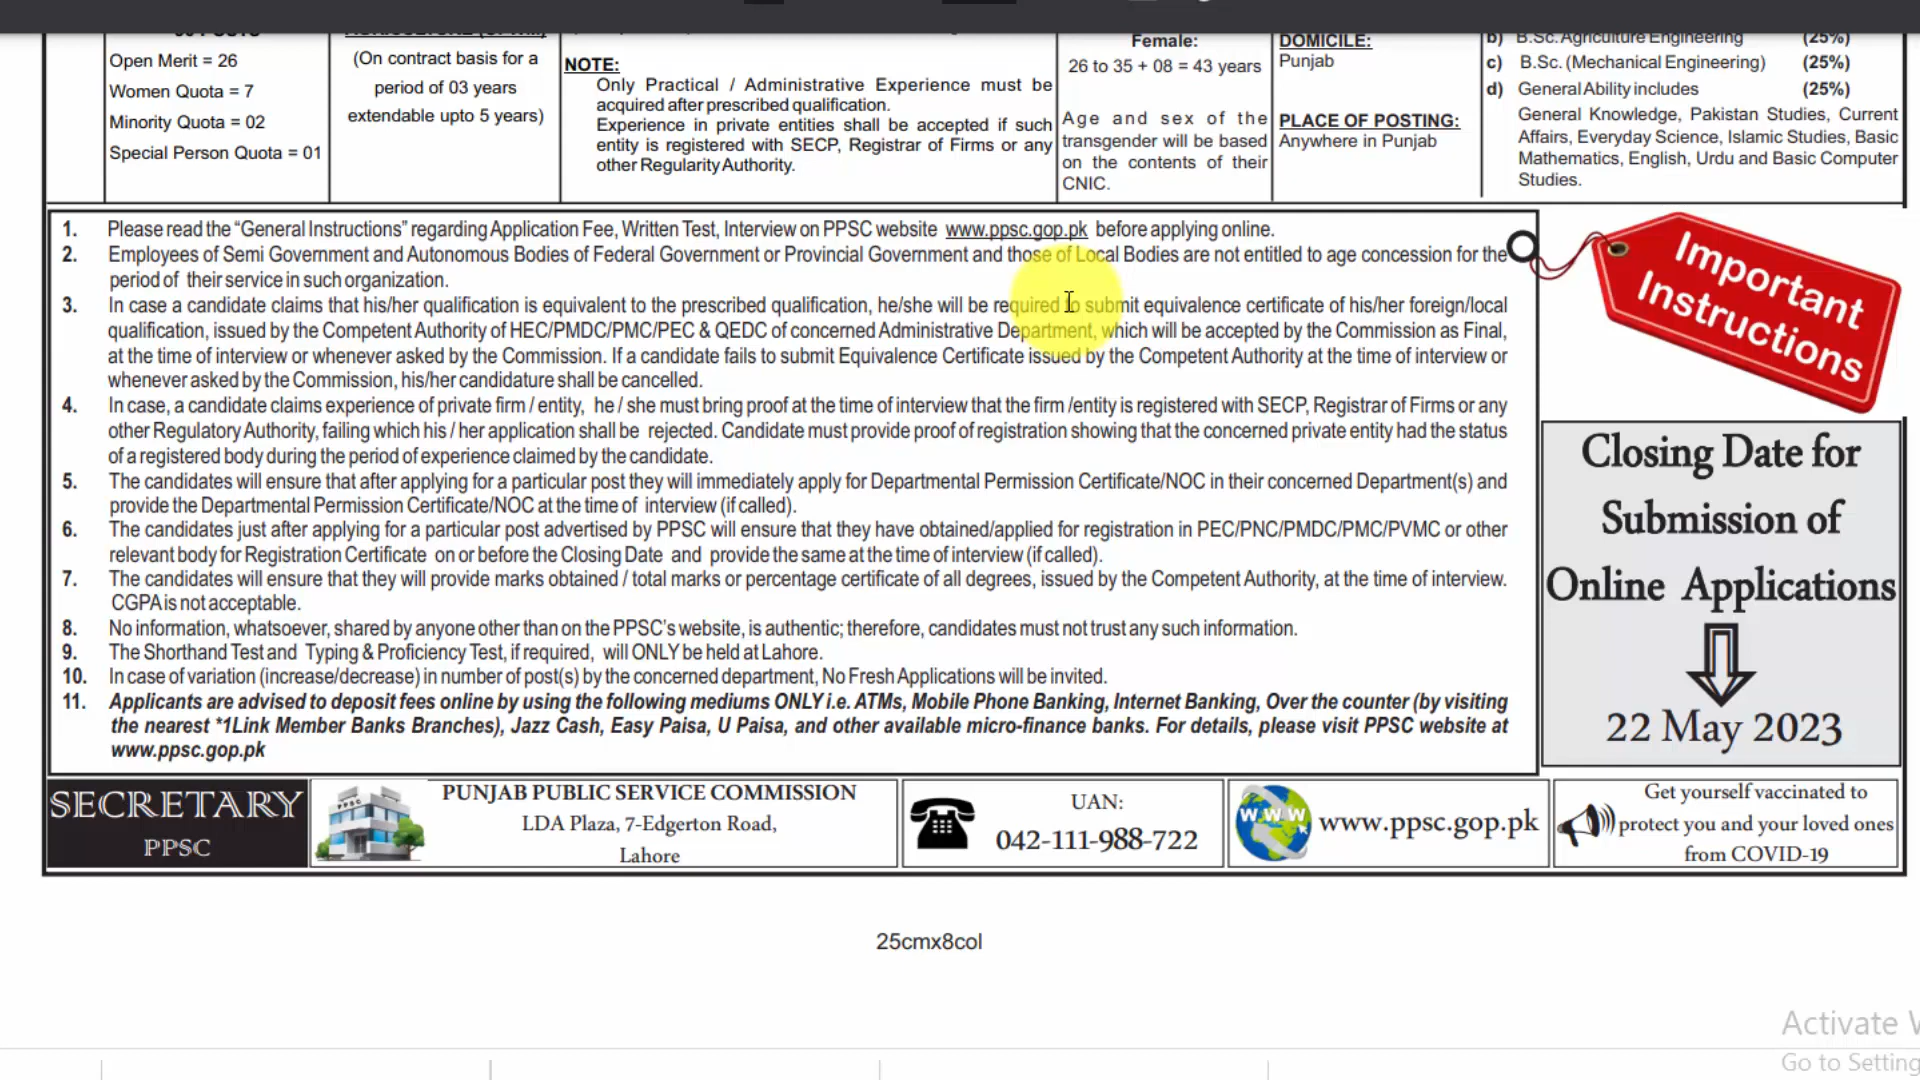 Open Merit = 26
Women Quota = 7
Minority Quota = 02
Special Person Quota = 01
(On contract basis for a
period of 03 years
extendable upto 5 years)
NOTE:
Only Practical / Administrative Experience must be
acquired after prescribed qualification.
Experience in private entities shall be accepted if such
entity is registered with SECP, Registrar of Firms or any
other Regularity Authority.
Female:
26 to 35 + 08 = 43 years
Age and sex of the
transgender will be based
on the contents of their
CNIC.
DOMICILE:
Punjab
PLACE OF POSTING:
Anywhere in Punjab
b) B.Sc. Agriculture Engineering (25%)
c) B.Sc. (Mechanical Engineering) (25%)
d) General Ability includes (25%)
General Knowledge, Pakistan Studies, Current
Affairs, Everyday Science, Islamic Studies, Basic
Mathematics, English, Urdu and Basic Computer
Studies.
1. Please read the “General Instructions” regarding Application Fee, Written Test, Interview on PPSC website www.ppsc.gop.pk before applying online.
2. Employees of Semi Government and Autonomous Bodies of Federal Government or Provincial Government and those of Local Bodies are not entitled to age concession for the
period of their service in such organization.
3. In case a candidate claims that his/her qualification is equivalent to the prescribed qualification, he/she will be required to submit equivalence certificate of his/her foreign/local
qualification, issued by the Competent Authority of HEC/PMDC/PMC/PEC & QEDC of concerned Administrative Department, which will be accepted by the Commission as Final,
at the time of interview or whenever asked by the Commission. If a candidate fails to submit Equivalence Certificate issued by the Competent Authority at the time of interview or
whenever asked by the Commission, his/her candidature shall be cancelled.
4. In case, a candidate claims experience of private firm / entity, he / she must bring proof at the time of interview that the firm /entity is registered with SECP, Registrar of Firms or any
other Regulatory Authority, failing which his / her application shall be rejected. Candidate must provide proof of registration showing that the concerned private entity had the status
of a registered body during the period of experience claimed by the candidate.
5. The candidates will ensure that after applying for a particular post they will immediately apply for Departmental Permission Certificate/NOC in their concerned Department(s) and
provide the Departmental Permission Certificate/NOC at the time of interview (if called).
6. The candidates just after applying for a particular post advertised by PPSC will ensure that they have obtained/applied for registration in PEC/PNC/PMDC/PMC/PVMC or other
relevant body for Registration Certificate on or before the Closing Date and provide the same at the time of interview (if called).
7. The candidates will ensure that they will provide marks obtained / total marks or percentage certificate of all degrees, issued by the Competent Authority, at the time of interview.
CGPA is not acceptable.
8. No information, whatsoever, shared by anyone other than on the PPSC's website, is authentic; therefore, candidates must not trust any such information.
9. The Shorthand Test and Typing & Proficiency Test, if required, will ONLY be held at Lahore.
10. In case of variation (increase/decrease) in number of post(s) by the concerned department, No Fresh Applications will be invited.
11. Applicants are advised to deposit fees online by using the following mediums ONLY i.e. ATMs, Mobile Phone Banking, Internet Banking, Over the counter (by visiting
the nearest *1Link Member Banks Branches), Jazz Cash, Easy Paisa, U Paisa, and other available micro-finance banks. For details, please visit PPSC website at
www.ppsc.gop.pk
Important
Instructions
Closing Date for
Submission of
Online Applications
22 May 2023
SECRETARY
PPSC
PPSC
PUNJAB PUBLIC SERVICE COMMISSION
LDA Plaza, 7-Edgerton Road,
Lahore
UAN:
042-111-988-722
WWW
www.ppsc.gop.pk
Get yourself vaccinated to
protect you and your loved ones
from COVID-19
25cmx8col
Activate
Go to Setting